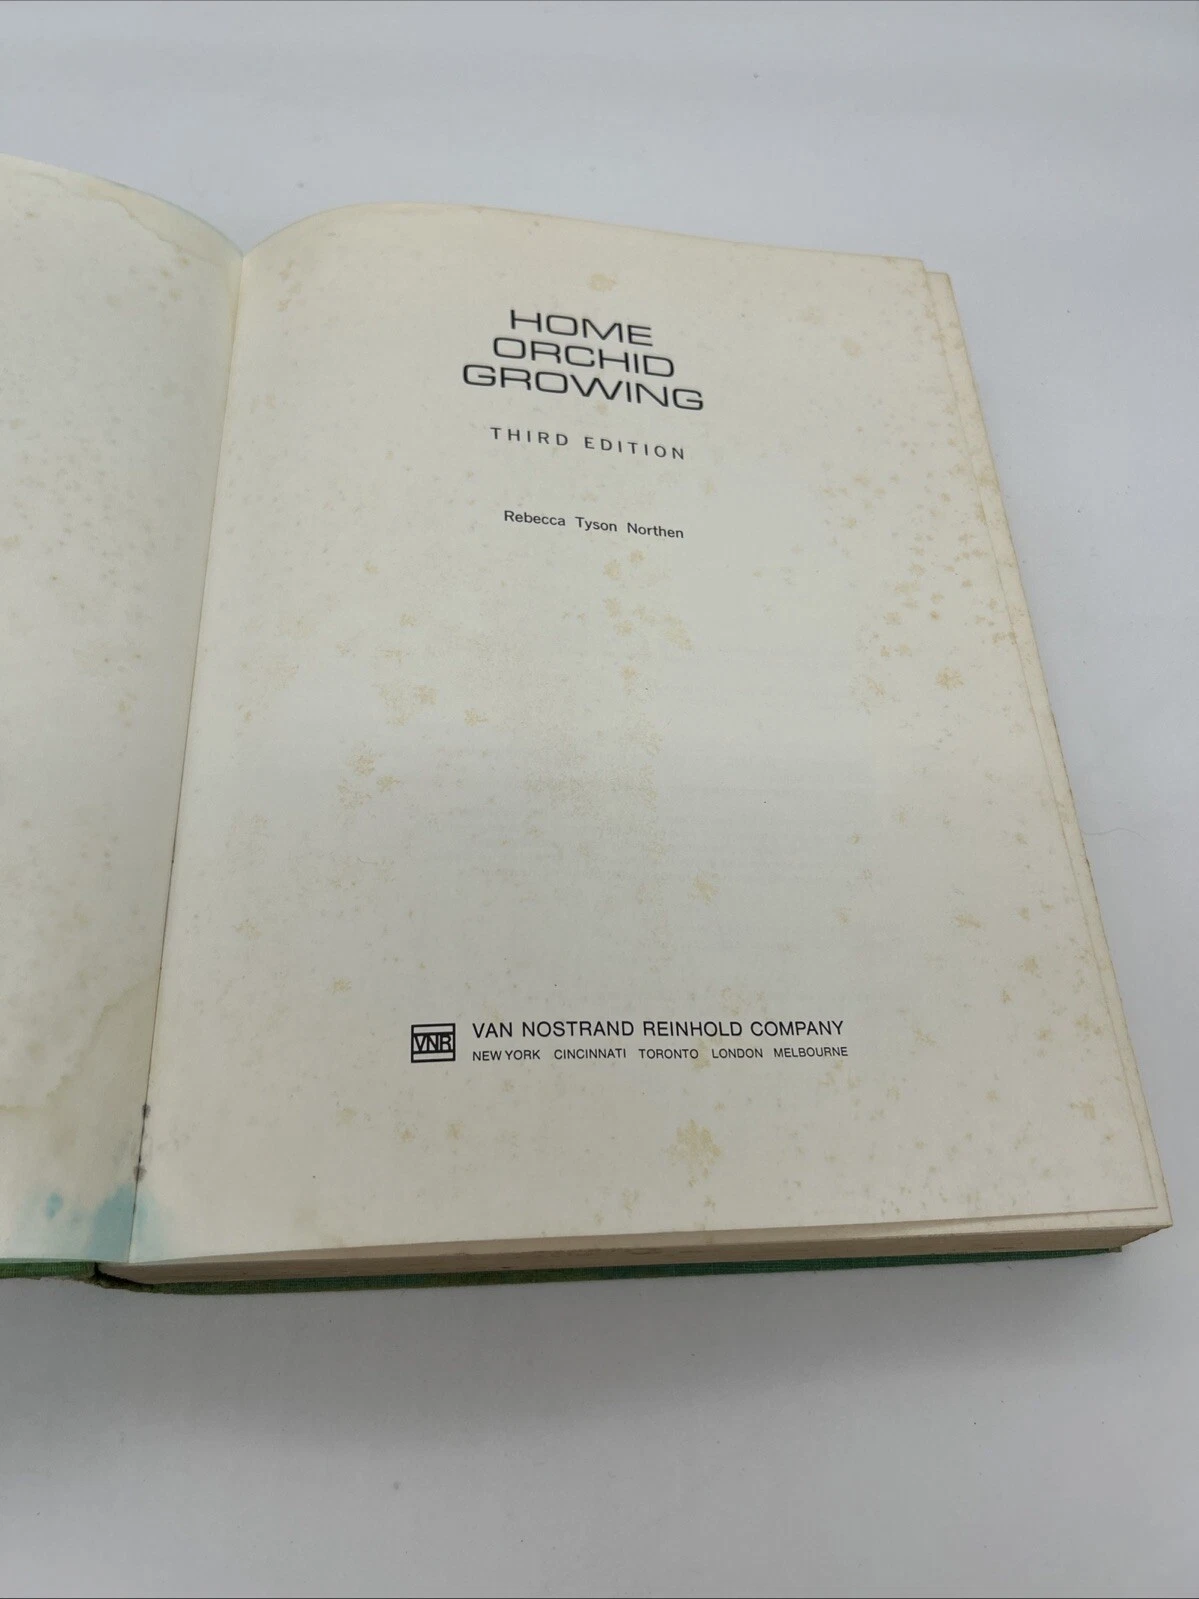 HOME
ORCHID
GROWING
THIRD EDITION
Rebecca Tyson Northen
VNR
VAN NOSTRAND REINHOLD COMPANY
NEW YORK CINCINNATI TORONTO LONDON MELBOURNE